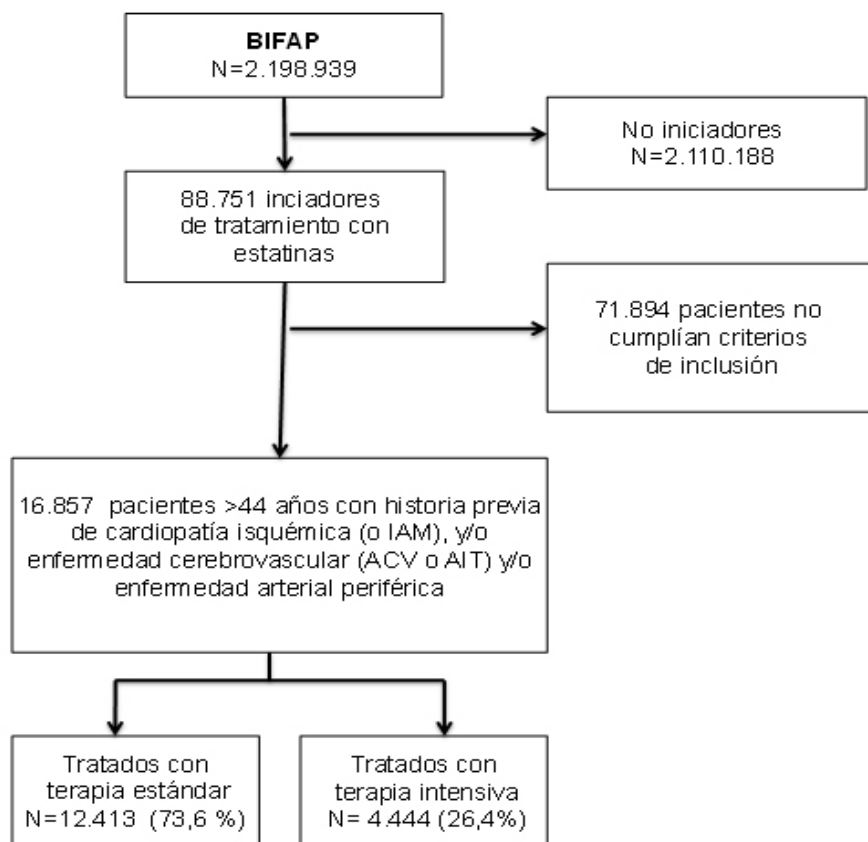 BIFAP
N=2.198.939
No iniciadores
N=2.110.188
88.751 inciadores
de tratamiento con
estatinas
71.894 pacientes no
cumplían criterios
de inclusión
16.857 pacientes >44 años con historia previa
de cardiopatía isquémica (o IAM), y/o
enfermedad cerebrovascular (ACV o AIT) y/o
enfermedad arterial periférica
Tratados con
terapia estándar
N=12.413 (73,6 %)
Tratados con
terapia intensiva
N= 4.444 (26,4%)